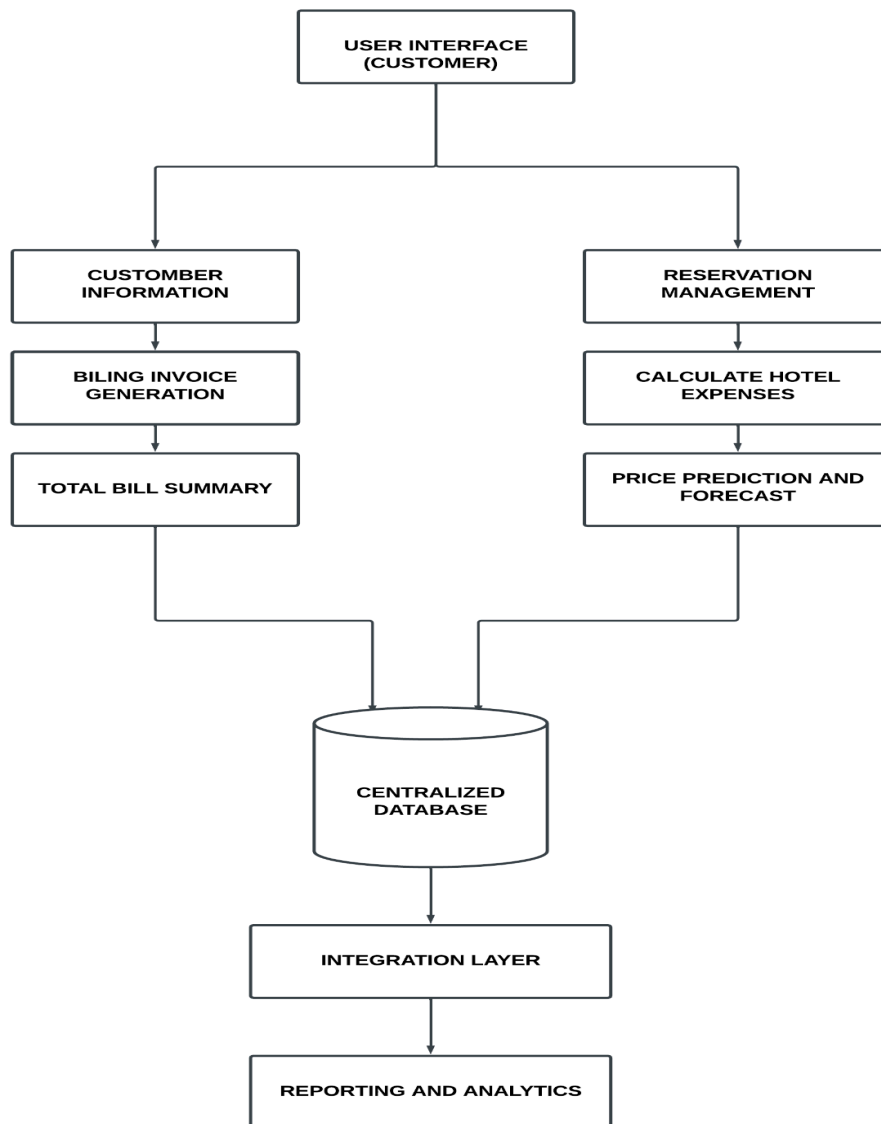 USER INTERFACE
(CUSTOMER)
CUSTOMBER
INFORMATION
RESERVATION
MANAGEMENT
BILING INVOICE
GENERATION
CALCULATE HOTEL
EXPENSES
TOTAL BILL SUMMARY
PRICE PREDICTION AND
FORECAST
CENTRALIZED
DATABASE
INTEGRATION LAYER
REPORTING AND ANALYTICS